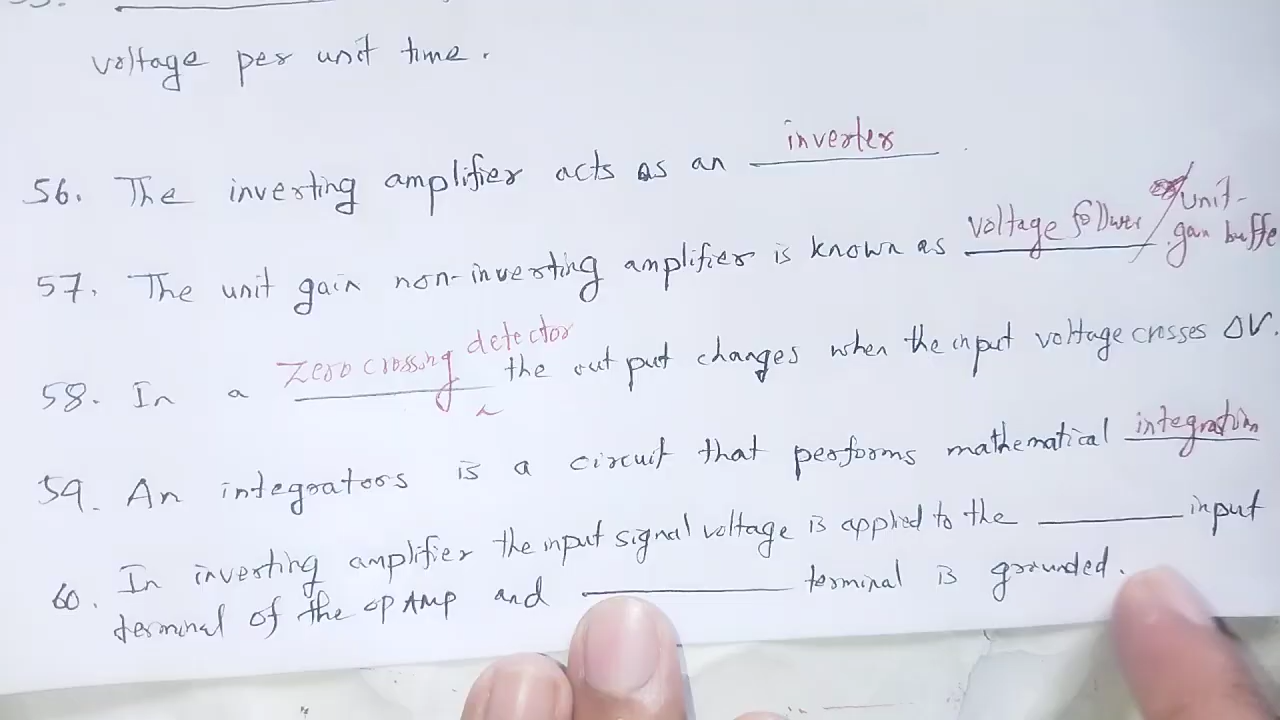 voltage per unit time.
56. The inverting amplifier acts as an inverter.
57. The unit gain non-inverting amplifier is known as voltage follower/unit-
gain buffe
58. In a zero crossing detector the output changes when the input voltage crosses ΔV.
59. An integrators is a circuit that performs mathematical integration
60. In inverting amplifier the input signal voltage is applied to the ________ input
terminal of the op AMP and ________ terminal is grounded.